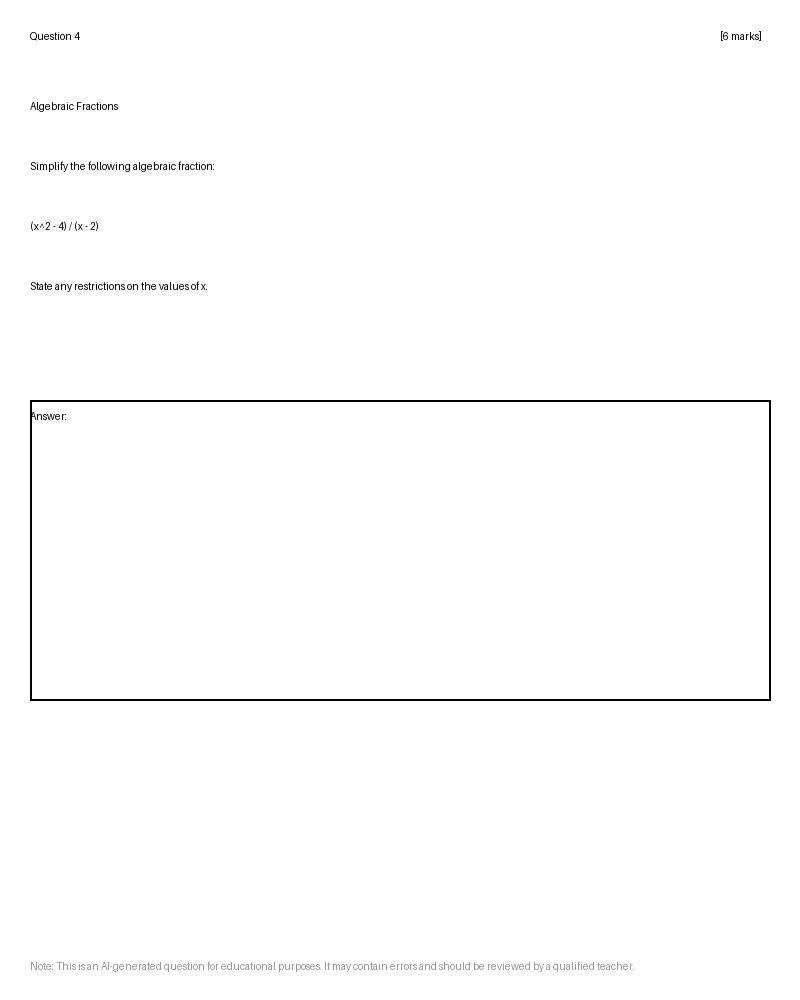 Question 4 [6 marks]
Algebraic Fractions
Simplify the following algebraic fraction:
(x^2 - 4) / (x - 2)
State any restrictions on the values of x.
Answer:
Note: This is an AI-generated question for educational purposes. It may contain errors and should be reviewed by a qualified teacher.